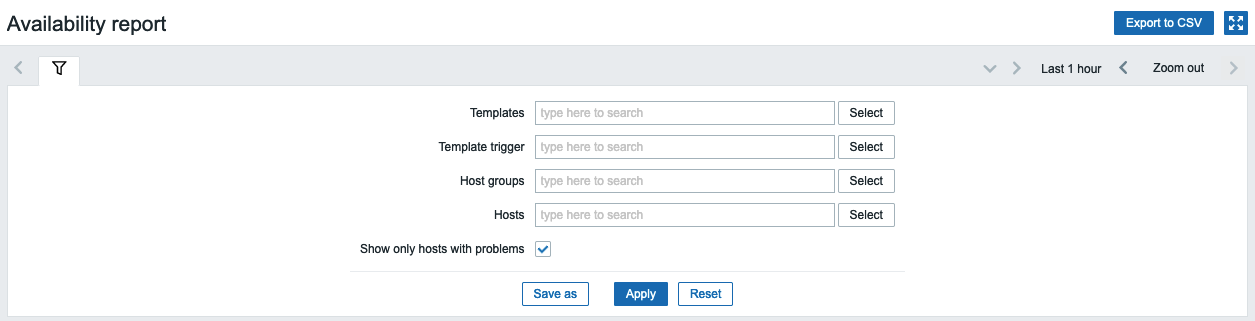 Availability report
Export to CSV
Last 1 hour
Zoom out
Templates type here to search Select
Template trigger type here to search Select
Host groups type here to search Select
Hosts type here to search Select
Show only hosts with problems
Save as Apply Reset